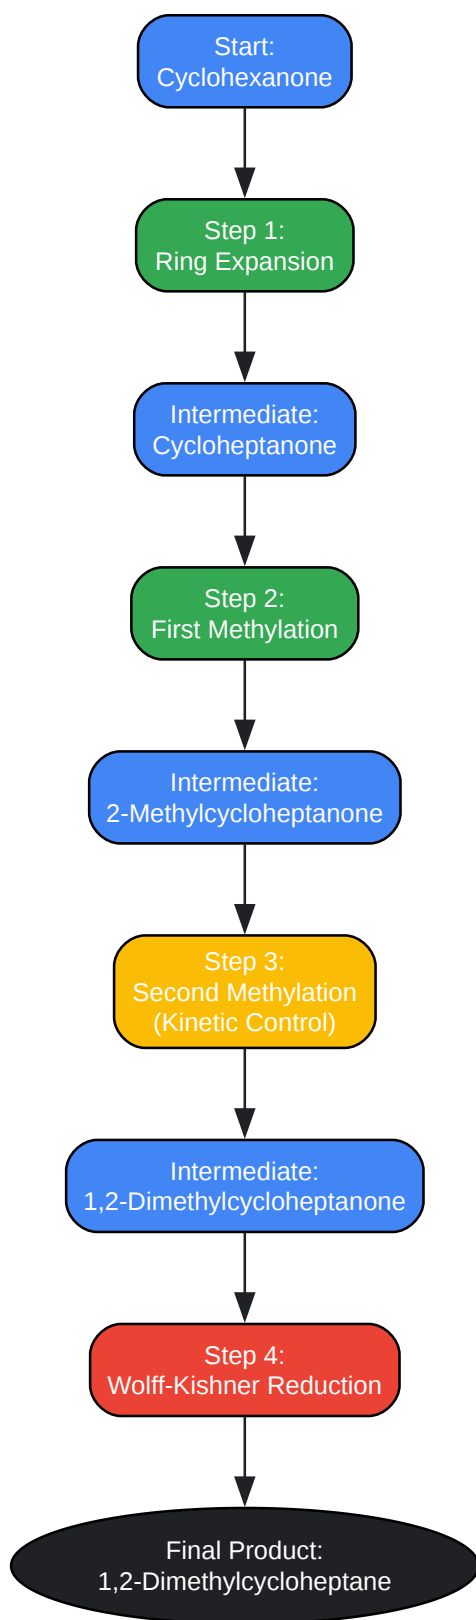 Start:
Cyclohexanone
Step 1:
Ring Expansion
Intermediate:
Cycloheptanone
Step 2:
First Methylation
Intermediate:
2-Methylcycloheptanone
Step 3:
Second Methylation
(Kinetic Control)
Intermediate:
1,2-Dimethylcycloheptanone
Step 4:
Wolff-Kishner Reduction
Final Product:
1,2-Dimethylcycloheptane